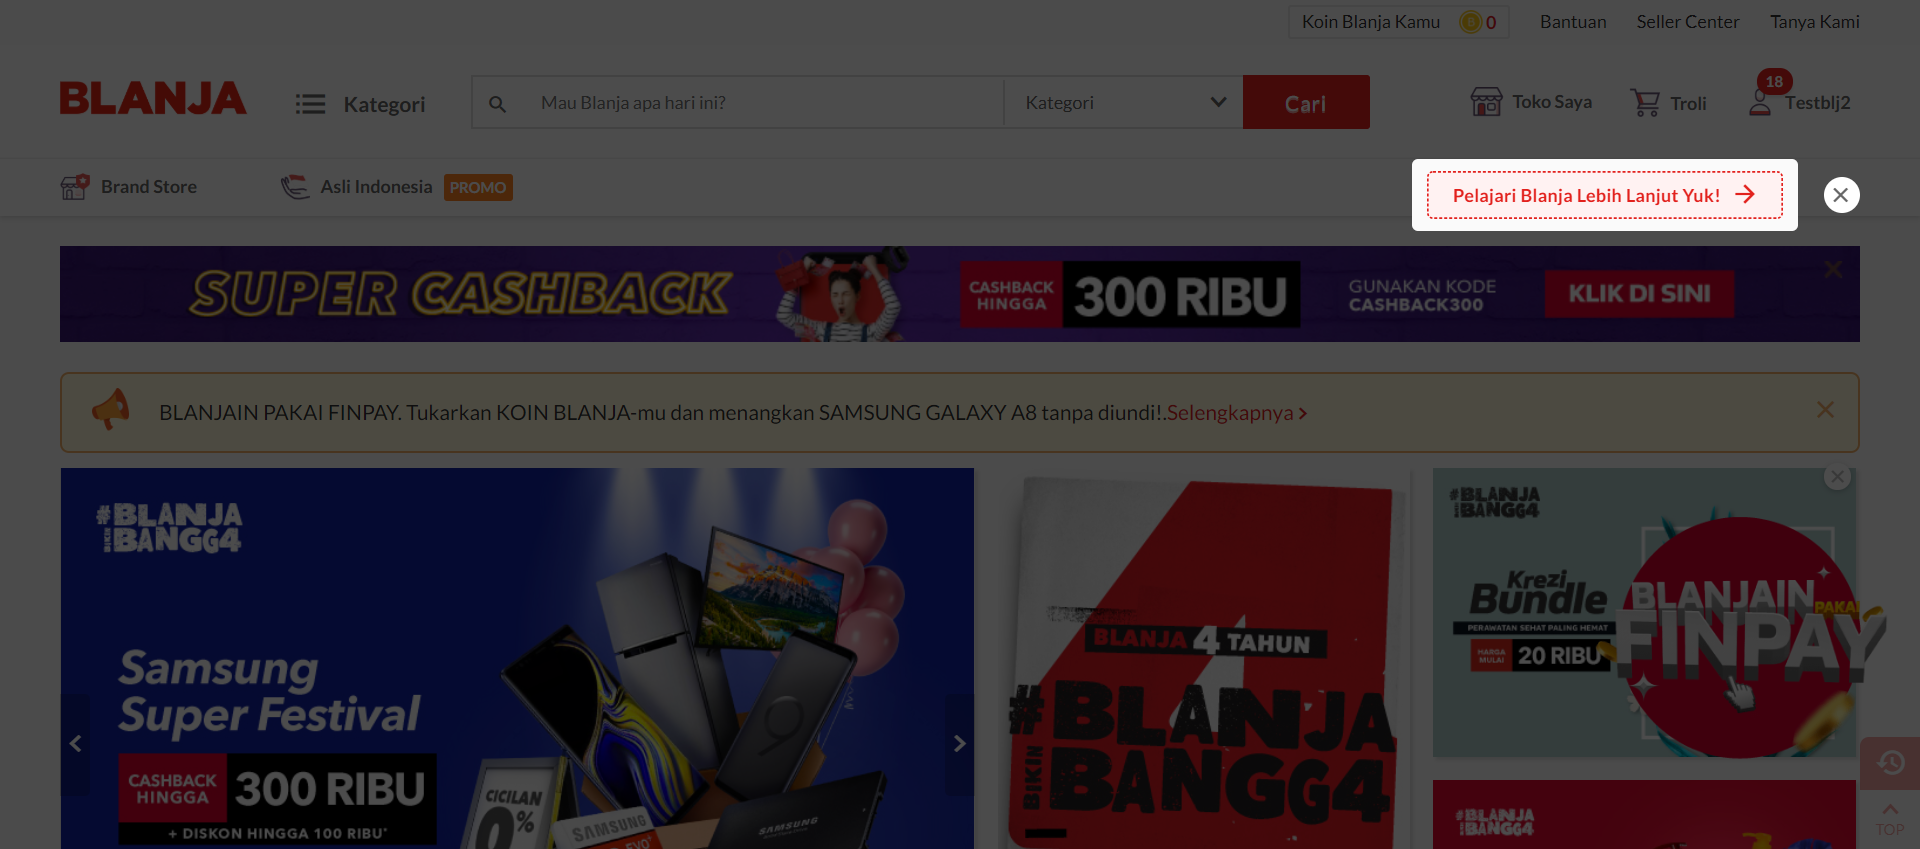 Koin Blanja Kamu 0 Bantuan Seller Center Tanya Kami
BLANJA Kategori Mau Blanja apa hari ini? Kategori Cari Toko Saya Troli 18 Testblj2
Brand Store Asli Indonesia PROMO Pelajari Blanja Lebih Lanjut Yuk!
SUPER CASHBACK
CASHBACK HINGGA
300 RIBU
GUNAKAN KODE
CASHBACK300
KLIK DI SINI
BLANJAIN PAKAI FINPAY. Tukarkan KOIN BLANJA-mu dan menangkan SAMSUNG GALAXY A8 tanpa diundi!.Selengkapnya
#BLANJA
BIKIN
BANGG4
Samsung
Super Festival
CASHBACK
HINGGA
300 RIBU
+ DISKON HINGGA 100 RIBU*
CICILAN
0%
SAMSUNG
SAMSUNG
9
BLANJA 4 TAHUN
#BLANJA
BIKIN
BANGG4
#BLANJA
BIKIN
BANGG4
Krezi
Bundle
PERAWATAN SEHAT PALING HEMAT
HARGA
MULAI
20 RIBU
BLANJAIN
PAKAI
FINPAY
#BLANJA
BIKIN
BANGG4
TOP